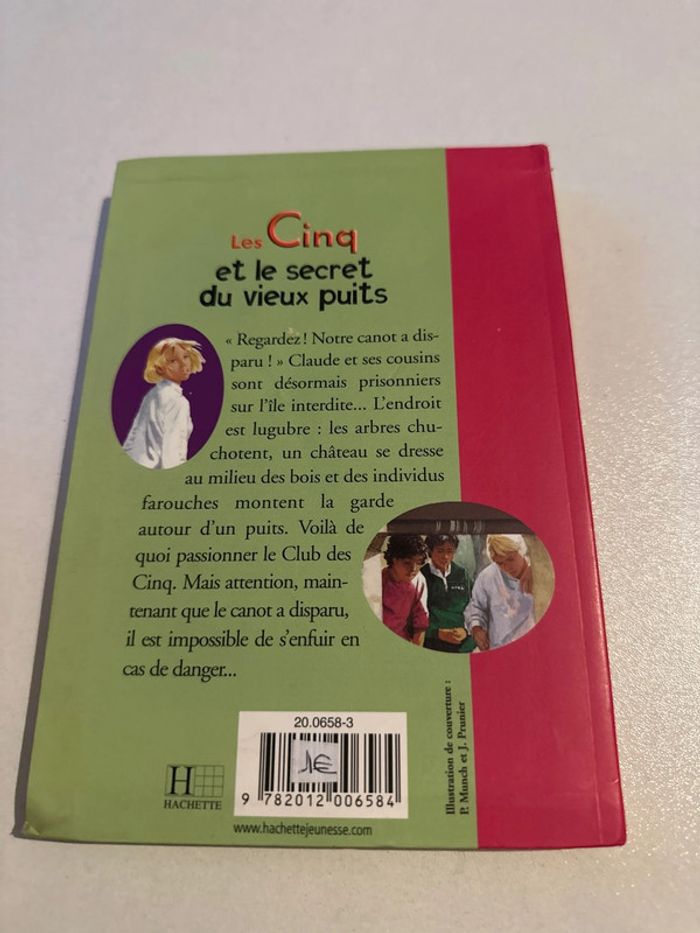 Les Cinq
et le secret
du vieux puits
« Regardez ! Notre canot a dis-
paru ! » Claude et ses cousins
sont désormais prisonniers
sur l'île interdite... L'endroit
est lugubre : les arbres chu-
chotent, un château se dresse
au milieu des bois et des individus
farouches montent la garde
autour d'un puits. Voilà de
quoi passionner le Club des
Cinq. Mais attention, main-
tenant que le canot a disparu,
il est impossible de s'enfuir en
cas de danger...
Illustration de couverture :
P. Munch et J. Prunier
20.0658-3
1€
9 782012 006584
H
HACHETTE
www.hachettejeunesse.com